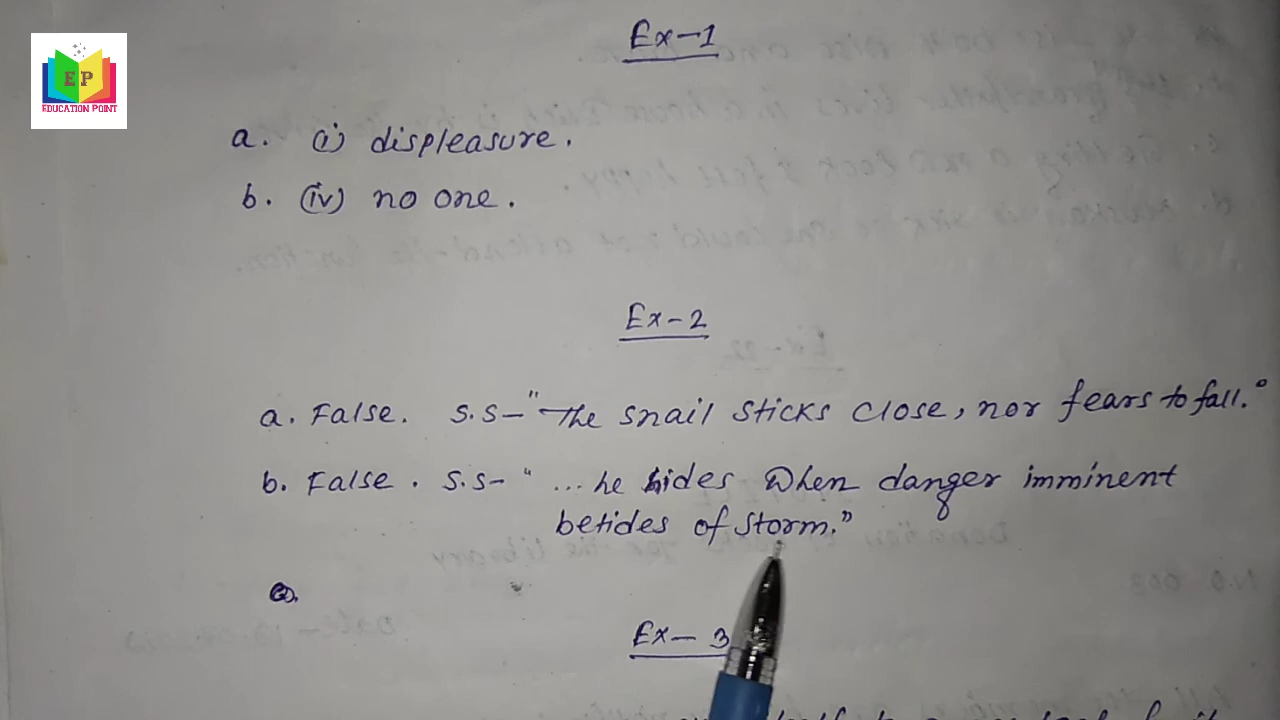 EP
EDUCATION POINT
Ex-1
a. (i) displeasure.
b. (iv) no one.
Ex-2
a. False. S.S-"The snail sticks close, nor fears to fall."
b. False. S.S-"...he hides when danger imminent
betides of storm."
Ex-3